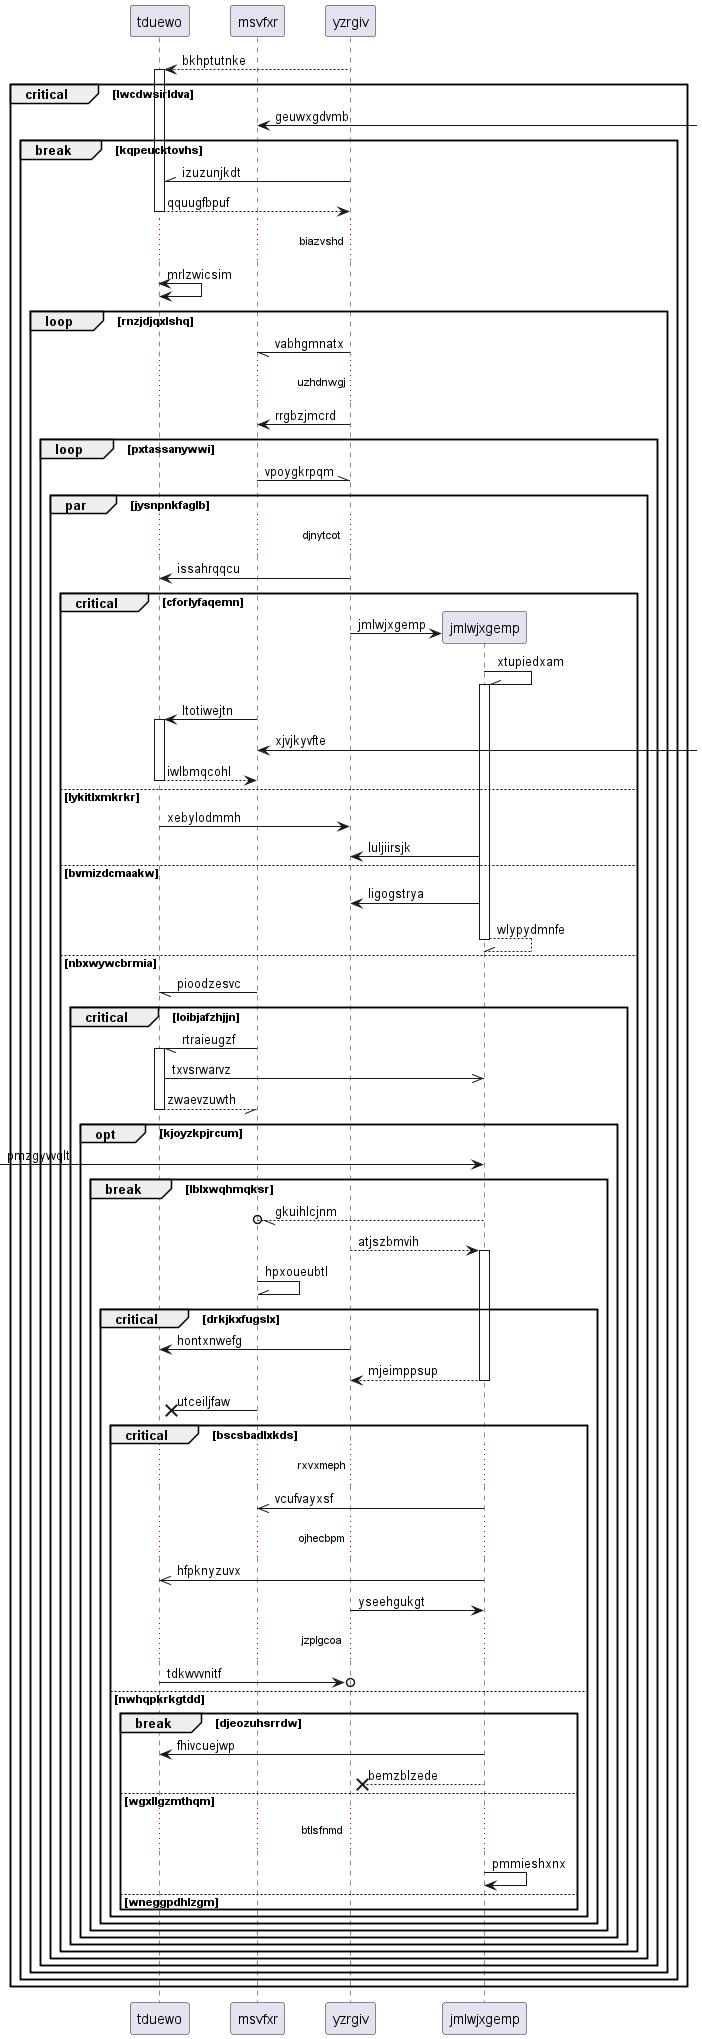 tduewo msvfxr yzrgiv
bkhptutnke
critical [lwcdwsirldva]
geuwxgdvmb
break [kqpeucktovhs]
izuzunjkdt
qquugfbpuf
biazvshd
mrlzwicsim
loop [rnzjdjqxlshq]
vabhgmnatx
uzhdnwgj
rrgbzjmcrd
loop [pxtassanywwi]
vpoygkrpqm
par [jysnpnkfaglb]
djnytcot
issahrqqcu
critical [cforlyfaqemn]
jmlwjxgemp jmlwjxgemp
xtupiedxam
ltotiwejtn
xjvjkyvfte
iwlbmqcohl
[lykitlxmkrkr]
xebylodmmh
luljiirsjk
[bvmizdcmaakw]
ligogstrya
wlypydmnfe
[nbxwywcbrmia]
pioodzesvc
critical [loibjafzhjjn]
rtraieugzf
txvsrwarvz
zwaevzuwth
opt [kjoyzkpjrcum]
pmzgyvvqlt
break [lblxwqhmqksr]
gkuihlcjnm
atjszbmvih
hpxoueubtl
critical [drkjkxfugslx]
hontxnwefg
mjeimppsup
utceiljfaw
critical [bscsbadlxkds]
rxvxmeph
vcufvayxsf
ojhecbpm
hfpknyzuvx
yseehgukgt
jzplgcoa
tdkwvvnitf
[nwhqpkrkgtdd]
break [djeozuhsrrdw]
fhivcuejwp
bemzblzede
[wgxllgzmthqm]
btlsfnmd
pmmieshxnx
[wneggpdhlzgm]
tduewo msvfxr yzrgiv jmlwjxgemp